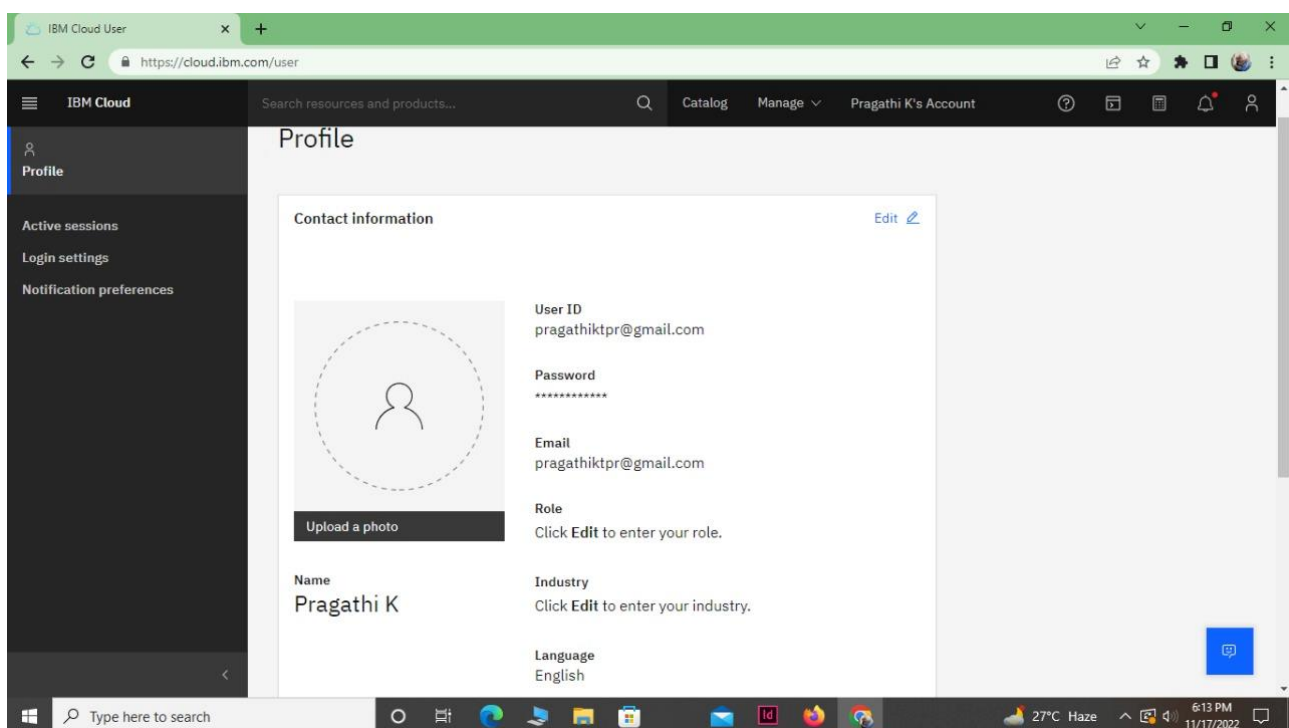 IBM Cloud User
https://cloud.ibm.com/user
IBM Cloud
Search resources and products...
Catalog
Manage
Pragathi K's Account
Profile
Active sessions
Login settings
Notification preferences
Profile
Contact information
Edit
Upload a photo
Name
Pragathi K
User ID
pragathiktpr@gmail.com
Password
************
Email
pragathiktpr@gmail.com
Role
Click Edit to enter your role.
Industry
Click Edit to enter your industry.
Language
English
Type here to search
Id
27°C Haze
6:13 PM
11/17/2022